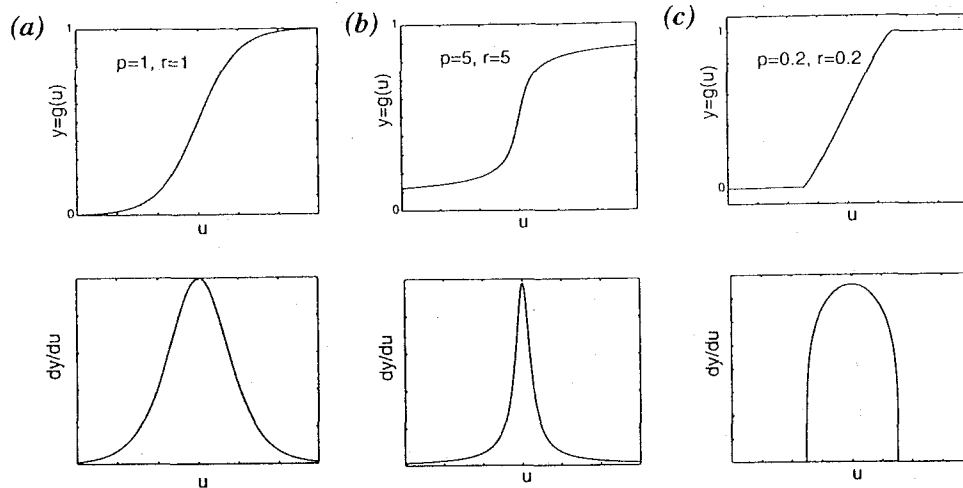 (a)
1
p=1, r=1
y=g(u)
0
u
(b)
1
p=5, r=5
y=g(u)
0
u
(c)
1
p=0.2, r=0.2
y=g(u)
0
u
dy/du
u
dy/du
u
dy/du
u